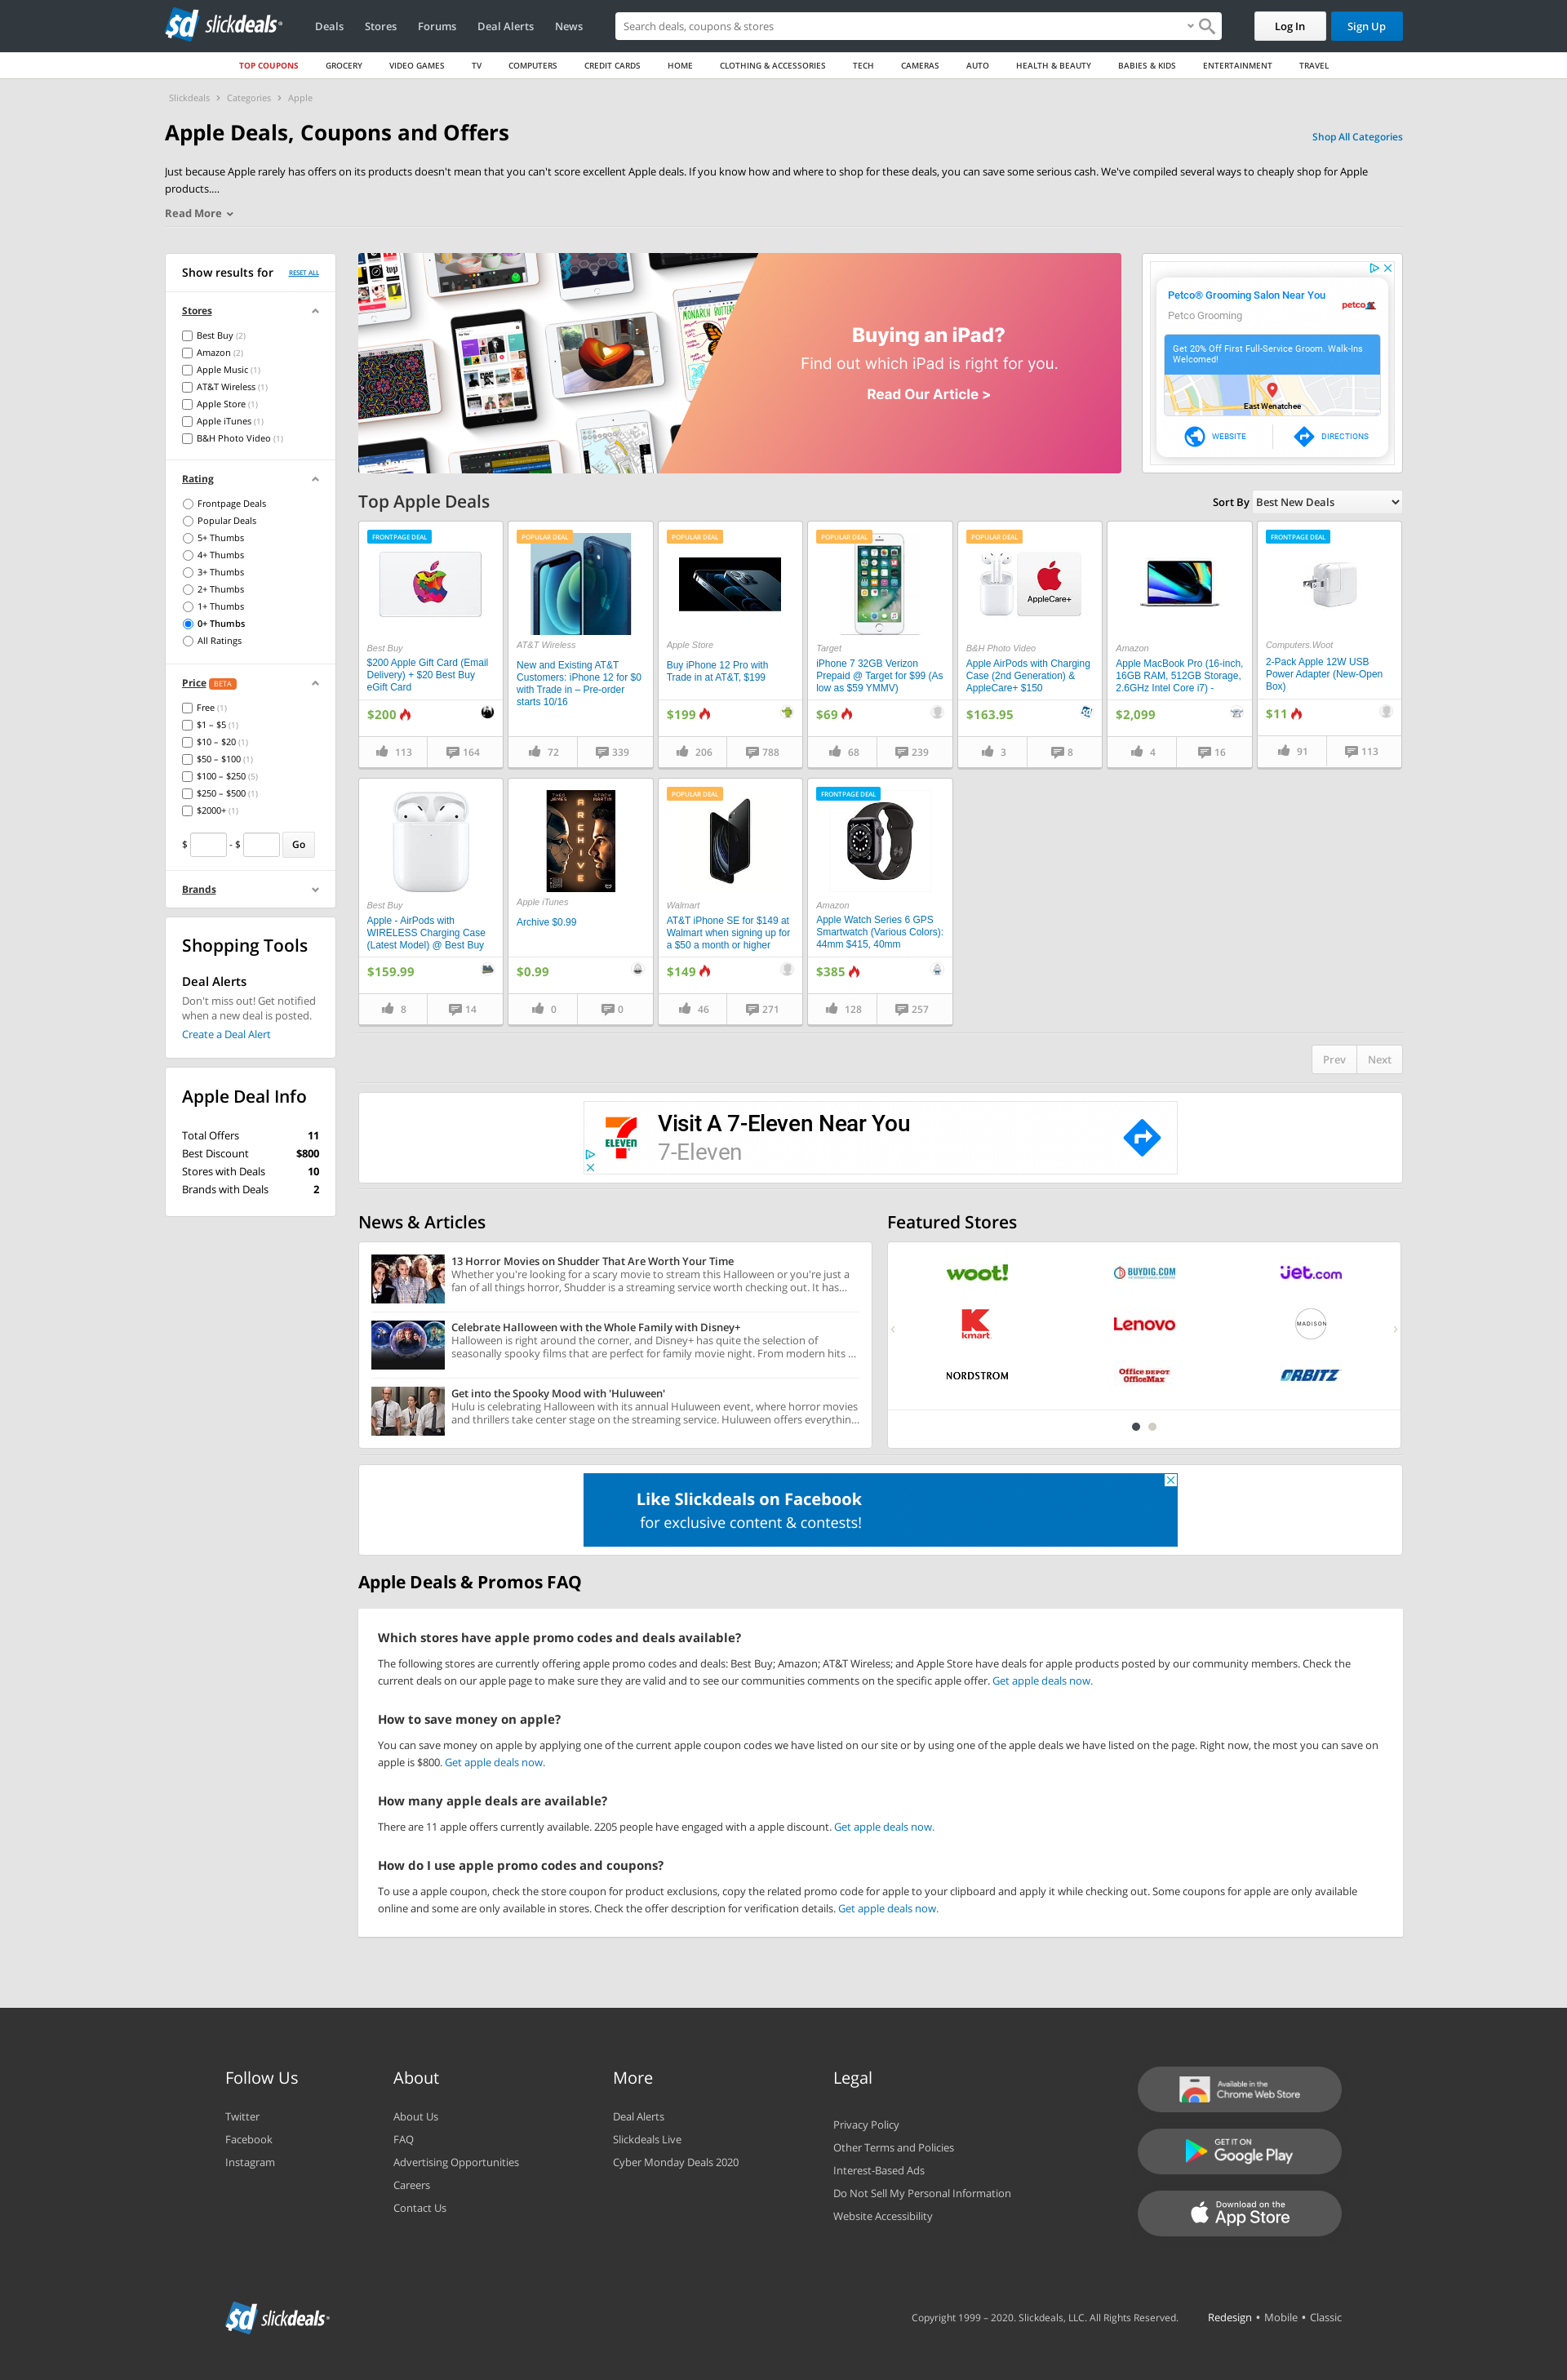 sd slickdeals
Deals
Stores
Forums
Deal Alerts
News
Search deals, coupons & stores
Log In
Sign Up
TOP COUPONS
GROCERY
VIDEO GAMES
TV
COMPUTERS
CREDIT CARDS
HOME
CLOTHING & ACCESSORIES
TECH
CAMERAS
AUTO
HEALTH & BEAUTY
BABIES & KIDS
ENTERTAINMENT
TRAVEL
Slickdeals › Categories › Apple
Apple Deals, Coupons and Offers
Shop All Categories
Just because Apple rarely has offers on its products doesn't mean that you can't score excellent Apple deals. If you know how and where to shop for these deals, you can save some serious cash. We've compiled several ways to cheaply shop for Apple
products....
Read More
Show results for
RESET ALL
Stores
Best Buy (2)
Amazon (2)
Apple Music (1)
AT&T Wireless (1)
Apple Store (1)
Apple iTunes (1)
B&H Photo Video (1)
Rating
Frontpage Deals
Popular Deals
5+ Thumbs
4+ Thumbs
3+ Thumbs
2+ Thumbs
1+ Thumbs
0+ Thumbs
All Ratings
Price BETA
Free (1)
$1 – $5 (1)
$10 – $20 (1)
$50 – $100 (1)
$100 – $250 (5)
$250 – $500 (1)
$2000+ (1)
$ - $ Go
Brands
Shopping Tools
Deal Alerts
Don't miss out! Get notified
when a new deal is posted.
Create a Deal Alert
Apple Deal Info
Total Offers 11
Best Discount $800
Stores with Deals 10
Brands with Deals 2
MONARCH BUTTERFLY
Buying an iPad?
Find out which iPad is right for you.
Read Our Article >
Petco® Grooming Salon Near You
Petco Grooming
petco
Get 20% Off First Full-Service Groom. Walk-Ins
Welcomed!
East Wenatchee
WEBSITE
DIRECTIONS
Top Apple Deals
Sort By Best New Deals
FRONTPAGE DEAL
Best Buy
$200 Apple Gift Card (Email
Delivery) + $20 Best Buy
eGift Card
$200
113
164
POPULAR DEAL
AT&T Wireless
New and Existing AT&T
Customers: iPhone 12 for $0
with Trade in – Pre-order
starts 10/16
72
339
POPULAR DEAL
Apple Store
Buy iPhone 12 Pro with
Trade in at AT&T, $199
$199
206
788
POPULAR DEAL
Target
iPhone 7 32GB Verizon
Prepaid @ Target for $99 (As
low as $59 YMMV)
$69
68
239
POPULAR DEAL
AppleCare+
B&H Photo Video
Apple AirPods with Charging
Case (2nd Generation) &
AppleCare+ $150
$163.95
3
8
Amazon
Apple MacBook Pro (16-inch,
16GB RAM, 512GB Storage,
2.6GHz Intel Core i7) -
$2,099
4
16
FRONTPAGE DEAL
Computers.Woot
2-Pack Apple 12W USB
Power Adapter (New-Open
Box)
$11
91
113
Best Buy
Apple - AirPods with
WIRELESS Charging Case
(Latest Model) @ Best Buy
$159.99
8
14
THEO JAMES
STACY MARTIN
ARCHIVE
Apple iTunes
Archive $0.99
$0.99
0
0
POPULAR DEAL
Walmart
AT&T iPhone SE for $149 at
Walmart when signing up for
a $50 a month or higher
$149
46
271
FRONTPAGE DEAL
Amazon
Apple Watch Series 6 GPS
Smartwatch (Various Colors):
44mm $415, 40mm
$385
128
257
Prev
Next
7 ELEVEN
Visit A 7-Eleven Near You
7-Eleven
News & Articles
13 Horror Movies on Shudder That Are Worth Your Time
Whether you're looking for a scary movie to stream this Halloween or you're just a
fan of all things horror, Shudder is a streaming service worth checking out. It has...
Celebrate Halloween with the Whole Family with Disney+
Halloween is right around the corner, and Disney+ has quite the selection of
seasonally spooky films that are perfect for family movie night. From modern hits ...
Get into the Spooky Mood with 'Huluween'
Hulu is celebrating Halloween with its annual Huluween event, where horror movies
and thrillers take center stage on the streaming service. Huluween offers everythin...
Featured Stores
woot!
BUYDIG.COM
Jet.com
K kmart
Lenovo
MADISON
NORDSTROM
Office DEPOT
OfficeMax
ORBITZ
Like Slickdeals on Facebook
for exclusive content & contests!
Apple Deals & Promos FAQ
Which stores have apple promo codes and deals available?
The following stores are currently offering apple promo codes and deals: Best Buy; Amazon; AT&T Wireless; and Apple Store have deals for apple products posted by our community members. Check the
current deals on our apple page to make sure they are valid and to see our communities comments on the specific apple offer. Get apple deals now.
How to save money on apple?
You can save money on apple by applying one of the current apple coupon codes we have listed on our site or by using one of the apple deals we have listed on the page. Right now, the most you can save on
apple is $800. Get apple deals now.
How many apple deals are available?
There are 11 apple offers currently available. 2205 people have engaged with a apple discount. Get apple deals now.
How do I use apple promo codes and coupons?
To use a apple coupon, check the store coupon for product exclusions, copy the related promo code for apple to your clipboard and apply it while checking out. Some coupons for apple are only available
online and some are only available in stores. Check the offer description for verification details. Get apple deals now.
Follow Us
Twitter
Facebook
Instagram
About
About Us
FAQ
Advertising Opportunities
Careers
Contact Us
More
Deal Alerts
Slickdeals Live
Cyber Monday Deals 2020
Legal
Privacy Policy
Other Terms and Policies
Interest-Based Ads
Do Not Sell My Personal Information
Website Accessibility
Available in the
Chrome Web Store
GET IT ON
Google Play
Download on the
App Store
sd slickdeals
Copyright 1999 – 2020. Slickdeals, LLC. All Rights Reserved.
Redesign • Mobile • Classic